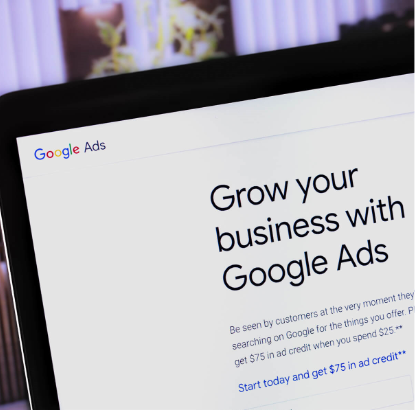 Google Ads
Grow your
business with
Google Ads
Be seen by customers at the very moment they
searching on Google for the things you offer. P
get $75 in ad credit when you spend $25.**
Start today and get $75 in ad credit**